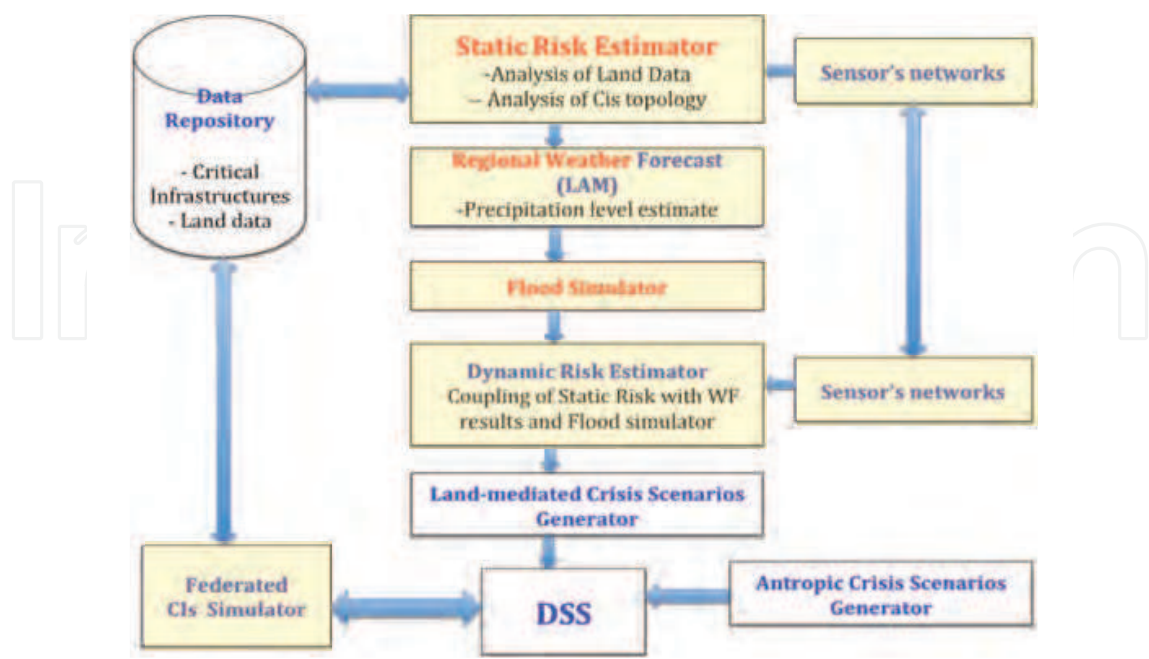 Static Risk Estimator
-Analysis of Land Data
-- Analysis of Cis topology
Sensor's networks
Data
Repository
- Critical
Infrastructures
- Land data
Regional Weather Forecast
(LAM)
-Precipitation level estimate
Flood Simulator
Dynamic Risk Estimator
Coupling of Static Risk with WF
results and Flood simulator
Sensor's networks
Land-mediated Crisis Scenarios
Generator
Federated
CIs Simulator
DSS
Antropic Crisis Scenarios
Generator